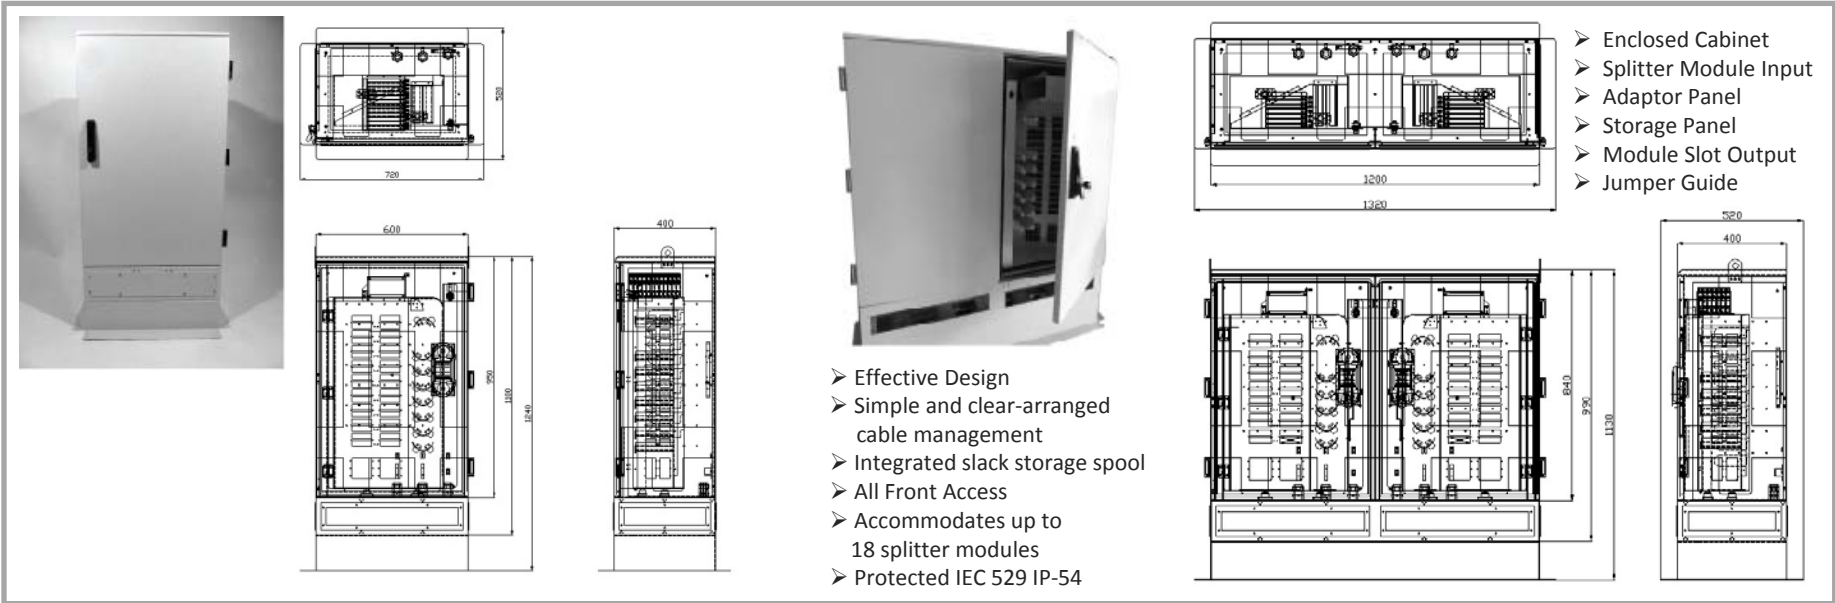 520
720
600
400
950
1100
1240
➢ Effective Design
➢ Simple and clear-arranged
cable management
➢ Integrated slack storage spool
➢ All Front Access
➢ Accommodates up to
18 splitter modules
➢ Protected IEC 529 IP-54
1200
1320
➢ Enclosed Cabinet
➢ Splitter Module Input
➢ Adaptor Panel
➢ Storage Panel
➢ Module Slot Output
➢ Jumper Guide
840
990
1130
520
400